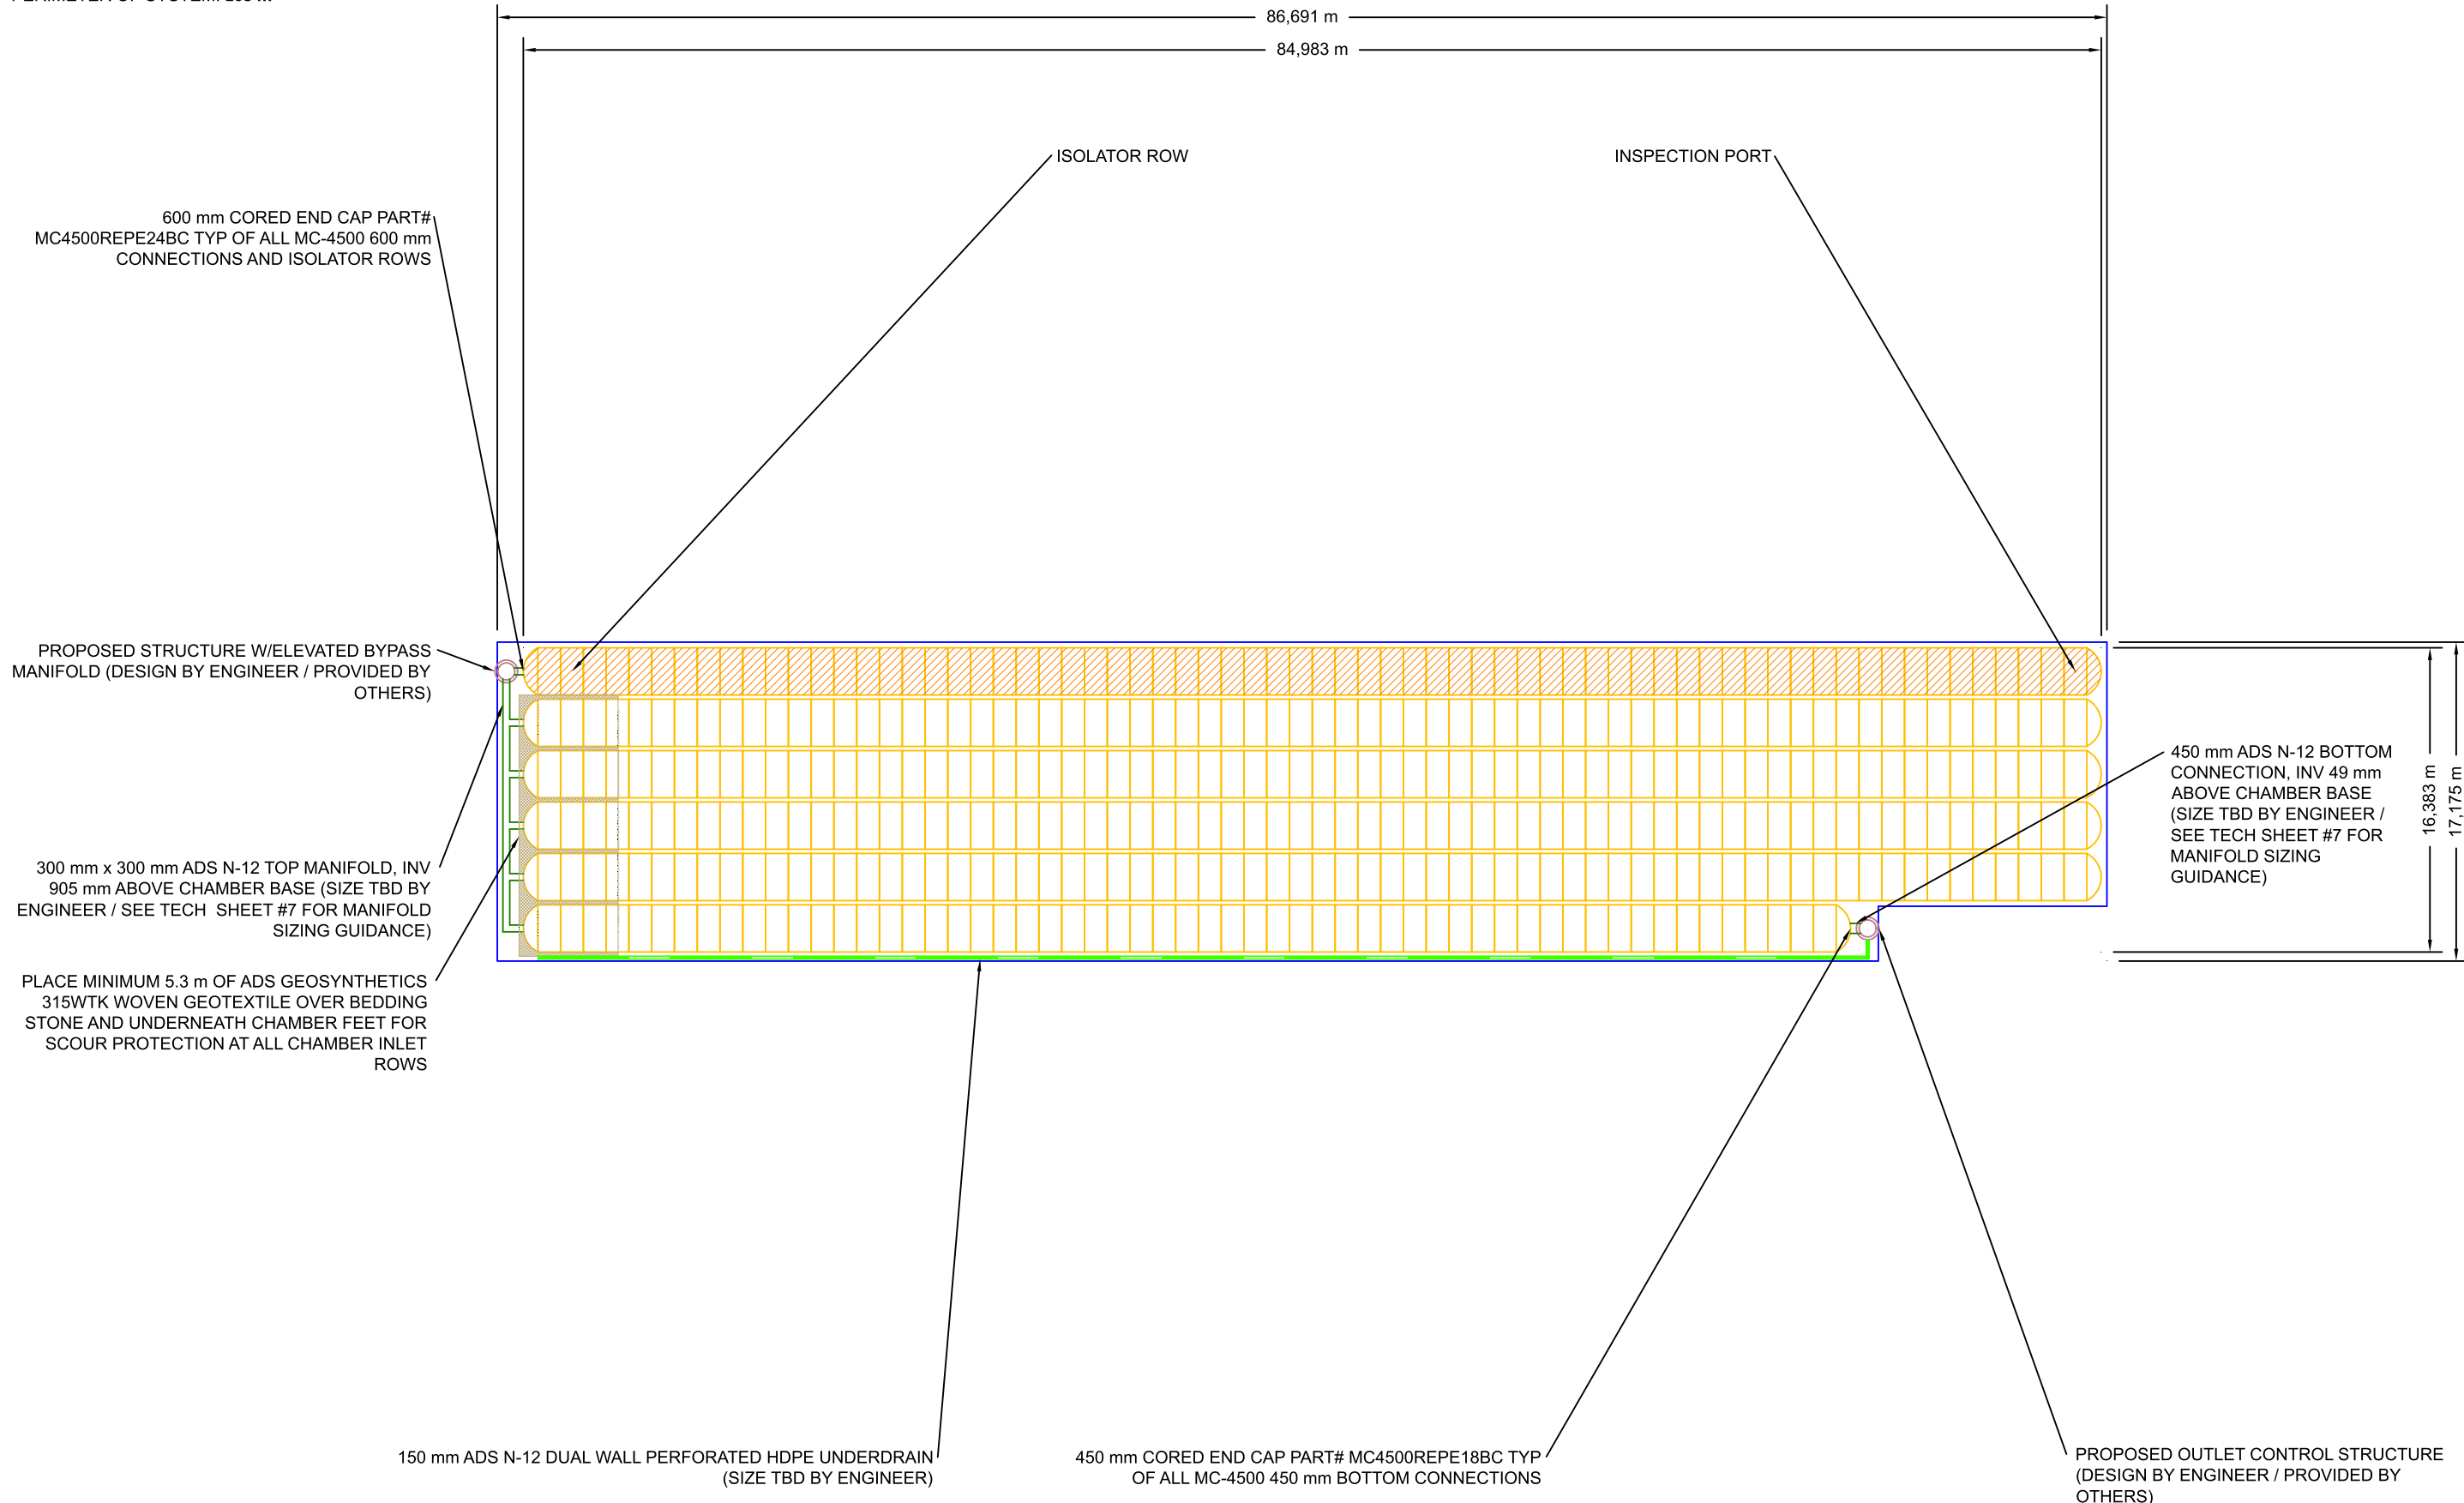 PERIMETER OF SYSTEM:
86,691 m
84,983 m
ISOLATOR ROW
INSPECTION PORT
600 mm CORED END CAP PART#
MC4500REPE24BC TYP OF ALL MC-4500 600 mm
CONNECTIONS AND ISOLATOR ROWS
PROPOSED STRUCTURE W/ELEVATED BYPASS
MANIFOLD (DESIGN BY ENGINEER / PROVIDED BY
OTHERS)
300 mm x 300 mm ADS N-12 TOP MANIFOLD, INV
905 mm ABOVE CHAMBER BASE (SIZE TBD BY
ENGINEER / SEE TECH SHEET #7 FOR MANIFOLD
SIZING GUIDANCE)
PLACE MINIMUM 5.3 m OF ADS GEOSYNTHETICS
315WTK WOVEN GEOTEXTILE OVER BEDDING
STONE AND UNDERNEATH CHAMBER FEET FOR
SCOUR PROTECTION AT ALL CHAMBER INLET
ROWS
450 mm ADS N-12 BOTTOM
CONNECTION, INV 49 mm
ABOVE CHAMBER BASE
(SIZE TBD BY ENGINEER /
SEE TECH SHEET #7 FOR
MANIFOLD SIZING
GUIDANCE)
16,383 m
17,175 m
150 mm ADS N-12 DUAL WALL PERFORATED HDPE UNDERDRAIN
(SIZE TBD BY ENGINEER)
450 mm CORED END CAP PART# MC4500REPE18BC TYP
OF ALL MC-4500 450 mm BOTTOM CONNECTIONS
PROPOSED OUTLET CONTROL STRUCTURE
(DESIGN BY ENGINEER / PROVIDED BY
OTHERS)